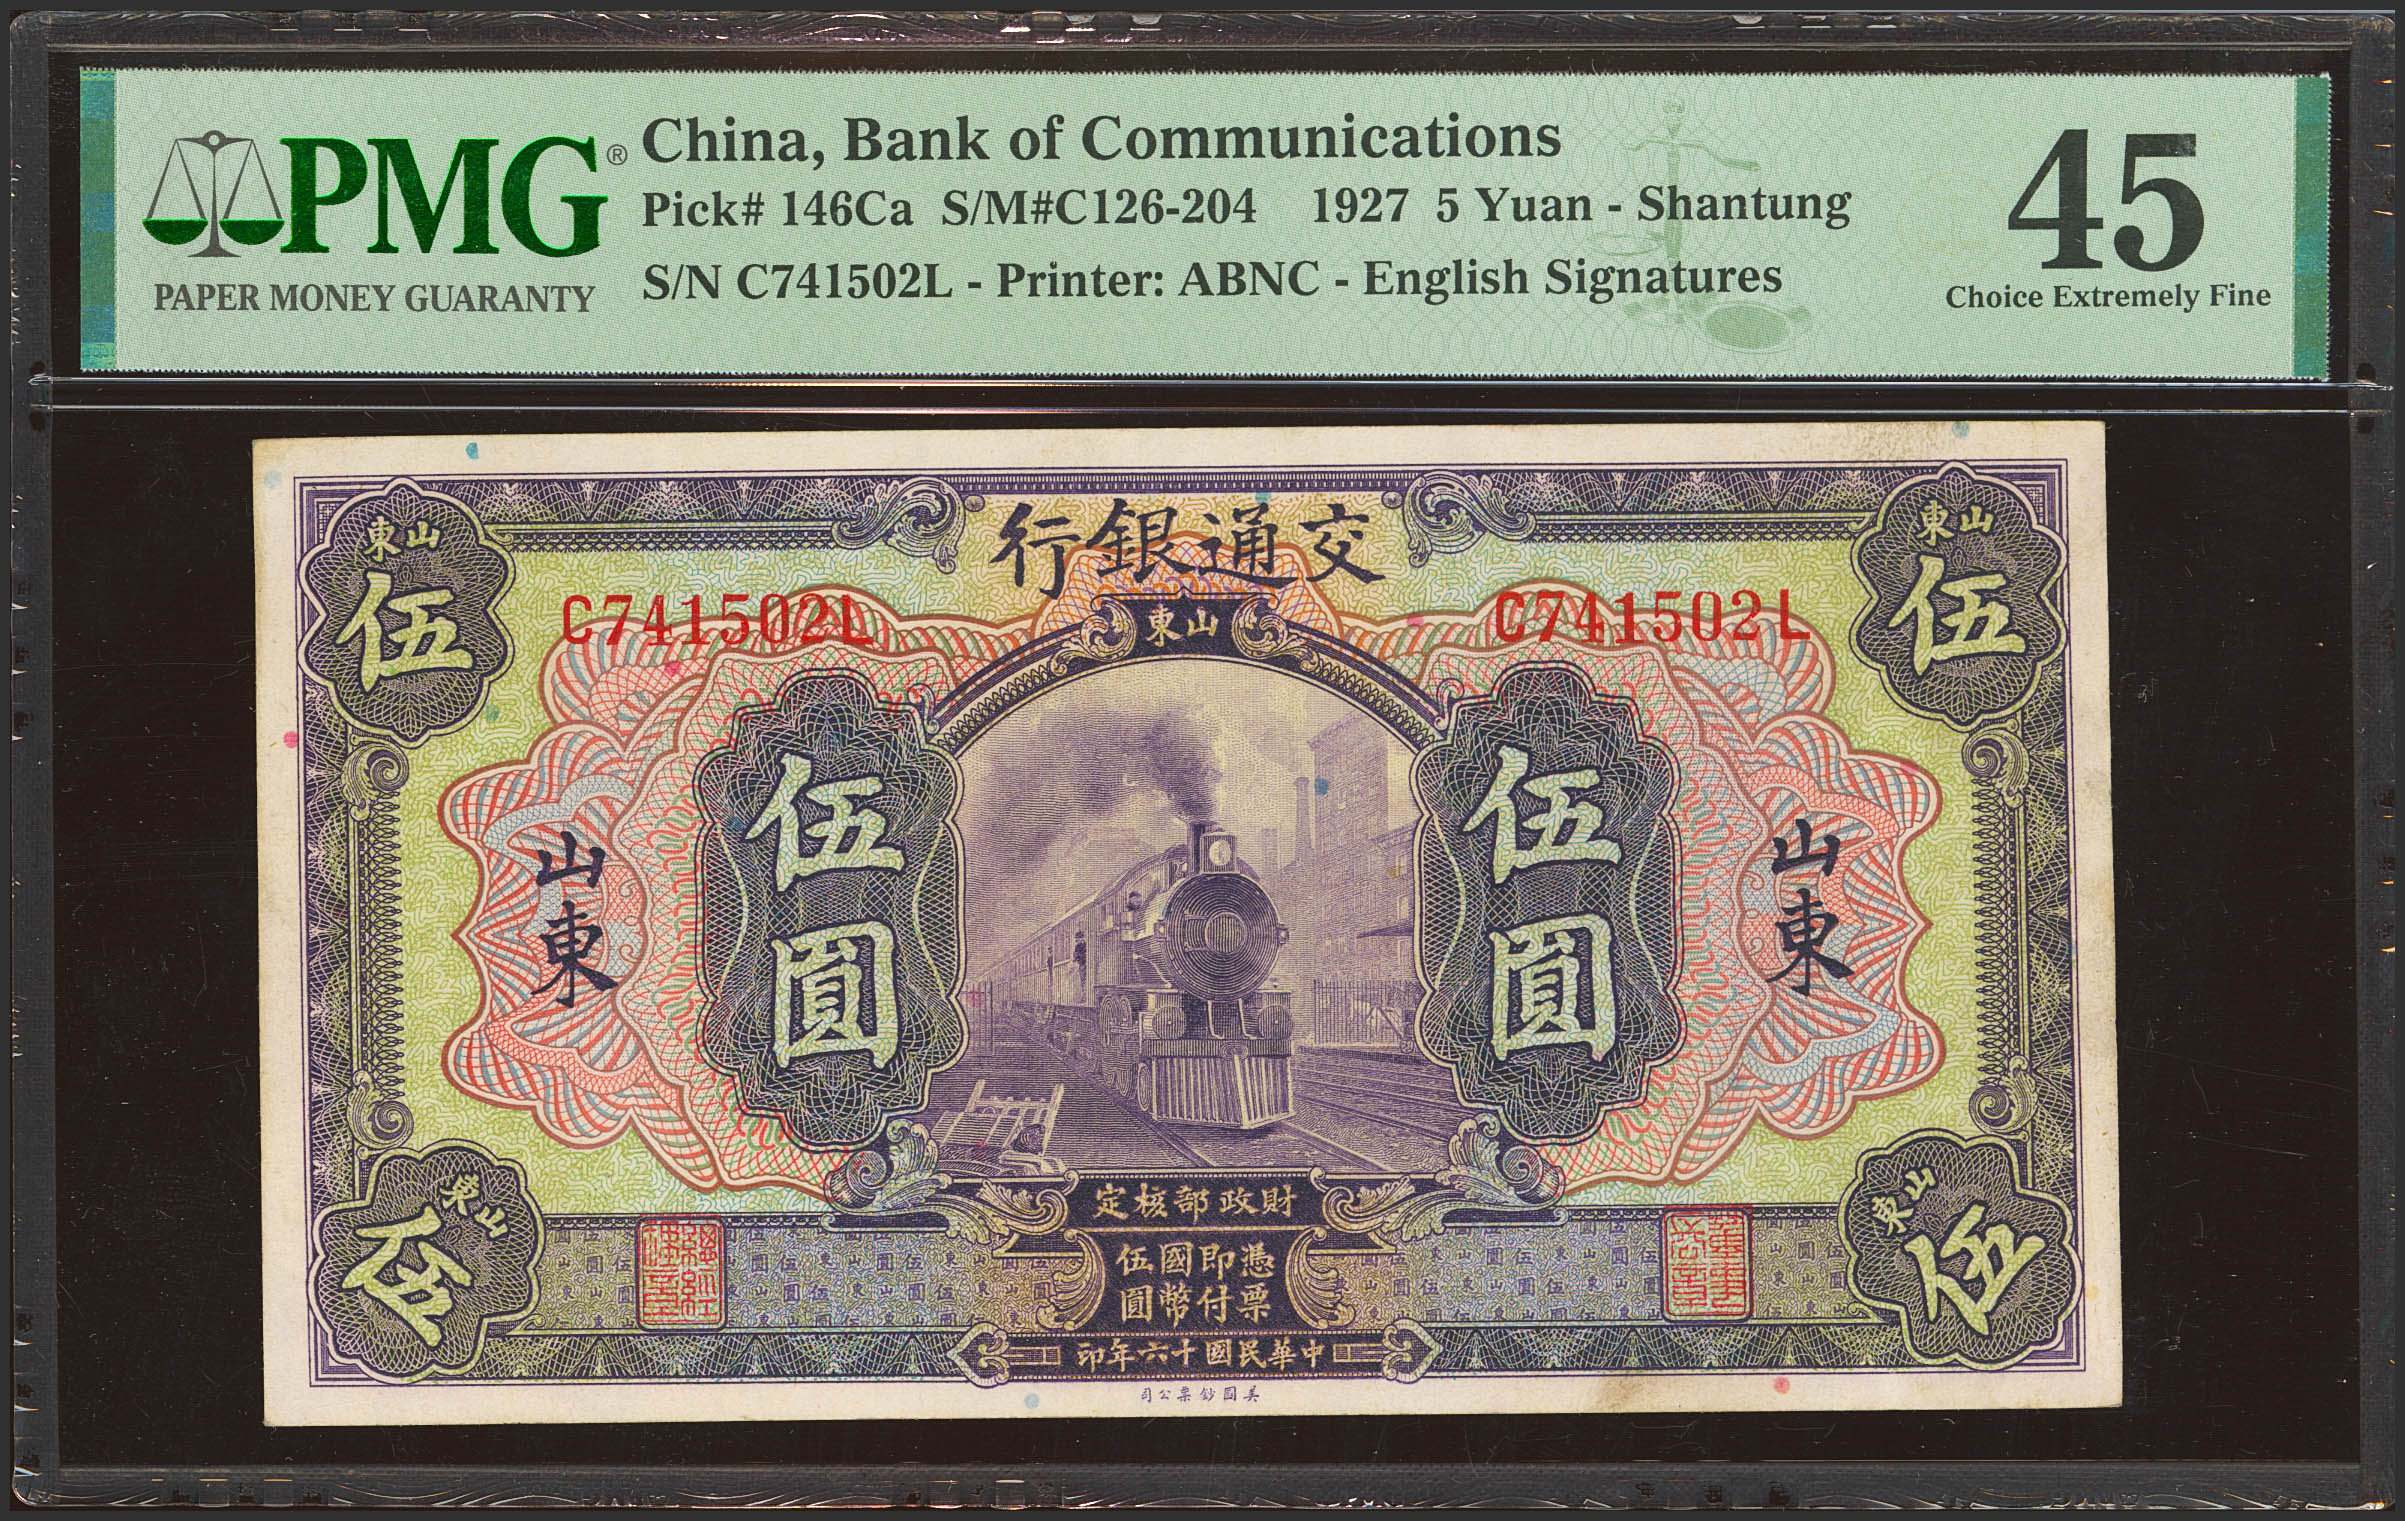 PMG®
PAPER MONEY GUARANTY
China, Bank of Communications
Pick# 146Ca S/M#C126-204 1927 5 Yuan - Shantung
S/N C741502L - Printer: ABNC - English Signatures
45
Choice Extremely Fine
山東
伍
交通銀行
山東
伍
C741502L
C741502L
山東
伍圓
伍圓
山東
山東
財政部核定
憑票
即付
國幣
伍圓
中華民國十六年印
美國鈔票公司
山東
伍
山東
伍